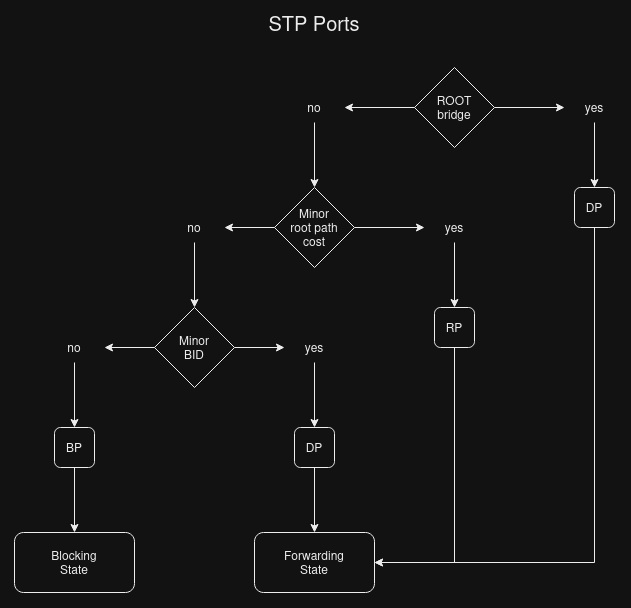 STP Ports
no
ROOT
bridge
yes
DP
no
Minor
root path
cost
yes
RP
no
Minor
BID
yes
BP
DP
Blocking
State
Forwarding
State